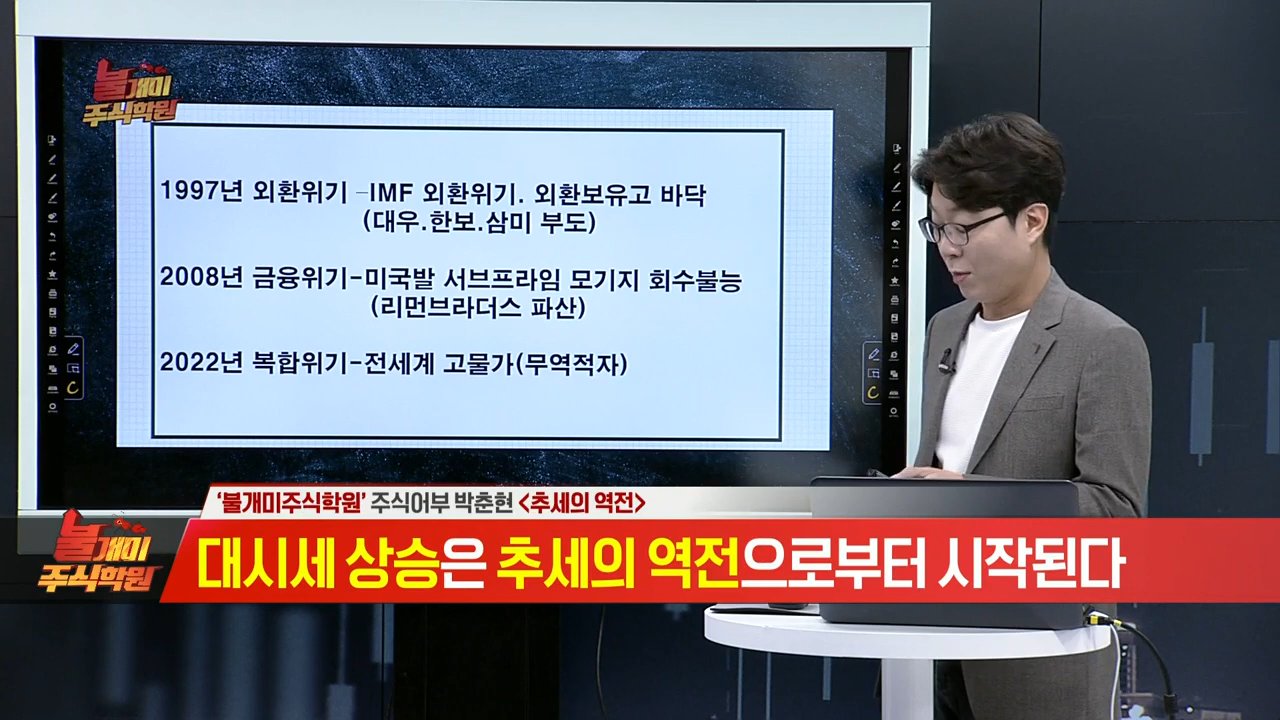 불개미
주식학원
1997년 외환위기 –IMF 외환위기. 외환보유고 바닥
(대우.한보.삼미 부도)
2008년 금융위기-미국발 서브프라임 모기지 회수불능
(리먼브라더스 파산)
2022년 복합위기-전세계 고물가(무역적자)
'불개미주식학원' 주식어부 박춘현 <추세의 역전>
불개미
주식학원
대시세 상승은 추세의 역전으로부터 시작된다